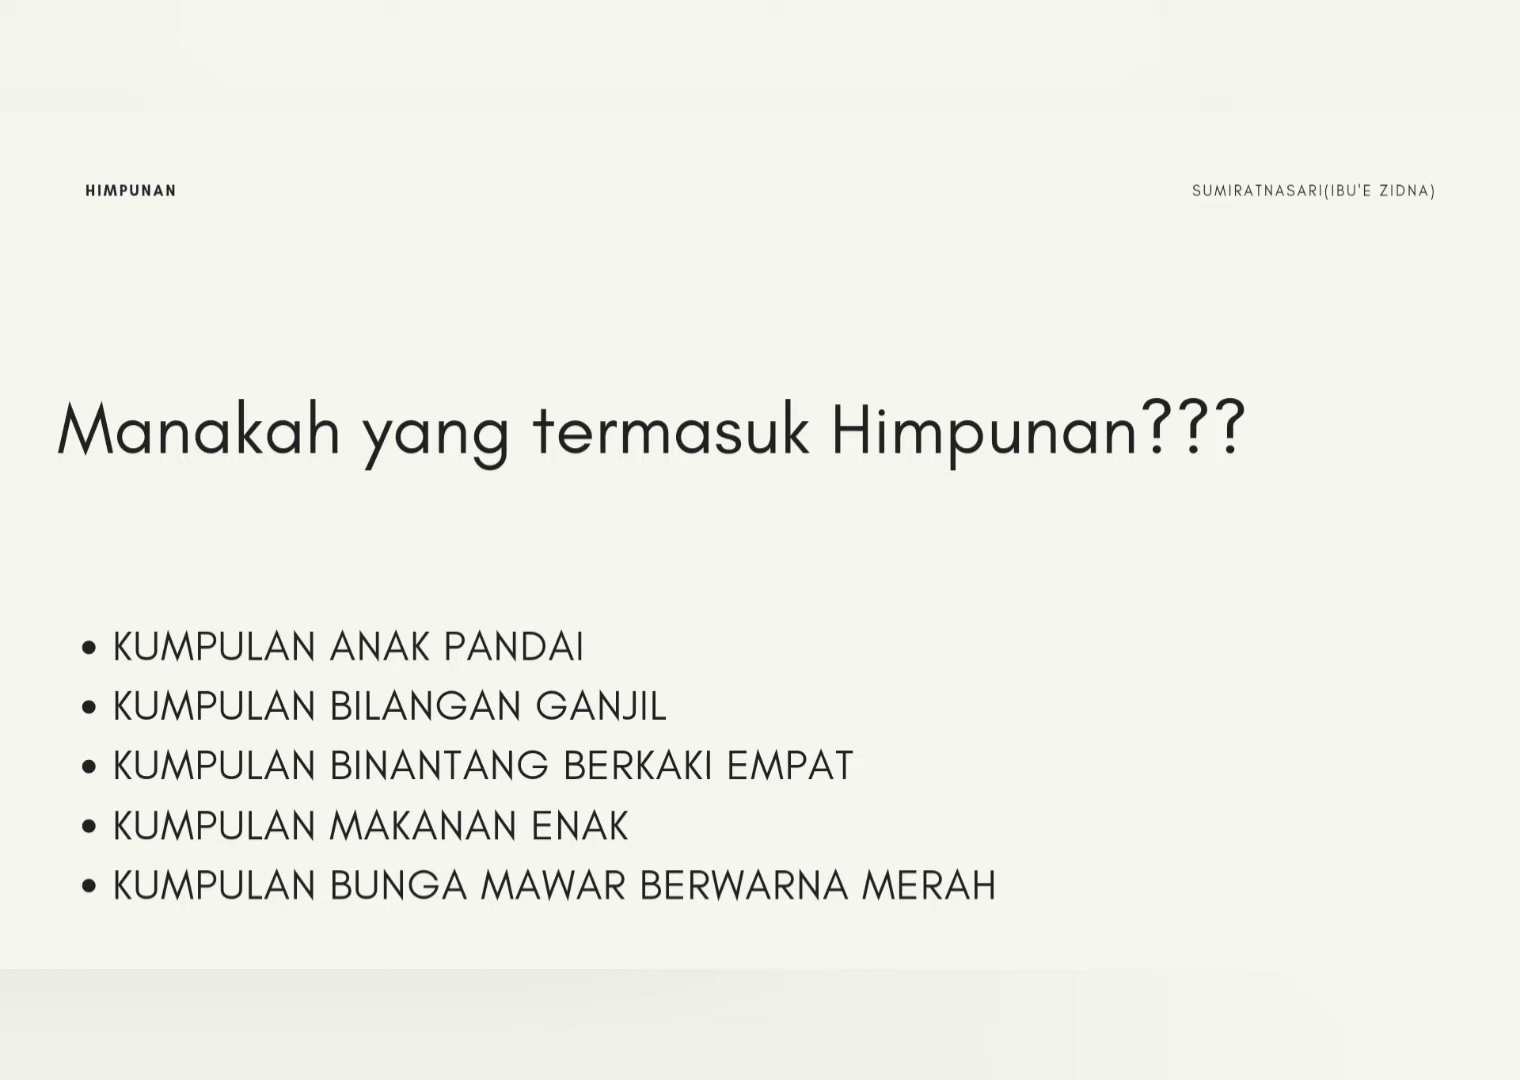 HIMPUNAN
SUMIRATNASARI(IBU'E ZIDNA)
Manakah yang termasuk Himpunan???
• KUMPULAN ANAK PANDAI
• KUMPULAN BILANGAN GANJIL
• KUMPULAN BINANTANG BERKAKI EMPAT
• KUMPULAN MAKANAN ENAK
• KUMPULAN BUNGA MAWAR BERWARNA MERAH